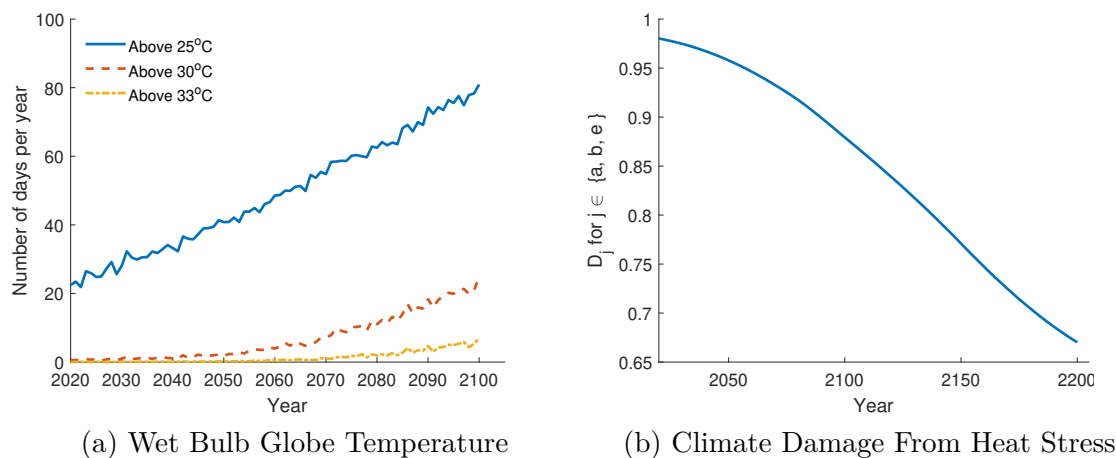 100
80
60
40
20
0
Number of days per year
Above 25°C
Above 30°C
Above 33°C
2020 2030 2040 2050 2060 2070 2080 2090 2100
Year
(a) Wet Bulb Globe Temperature
1
0.95
0.9
0.85
0.8
0.75
0.7
0.65
D_j for j ∈ {a, b, e}
2050 2100 2150 2200
Year
(b) Climate Damage From Heat Stress